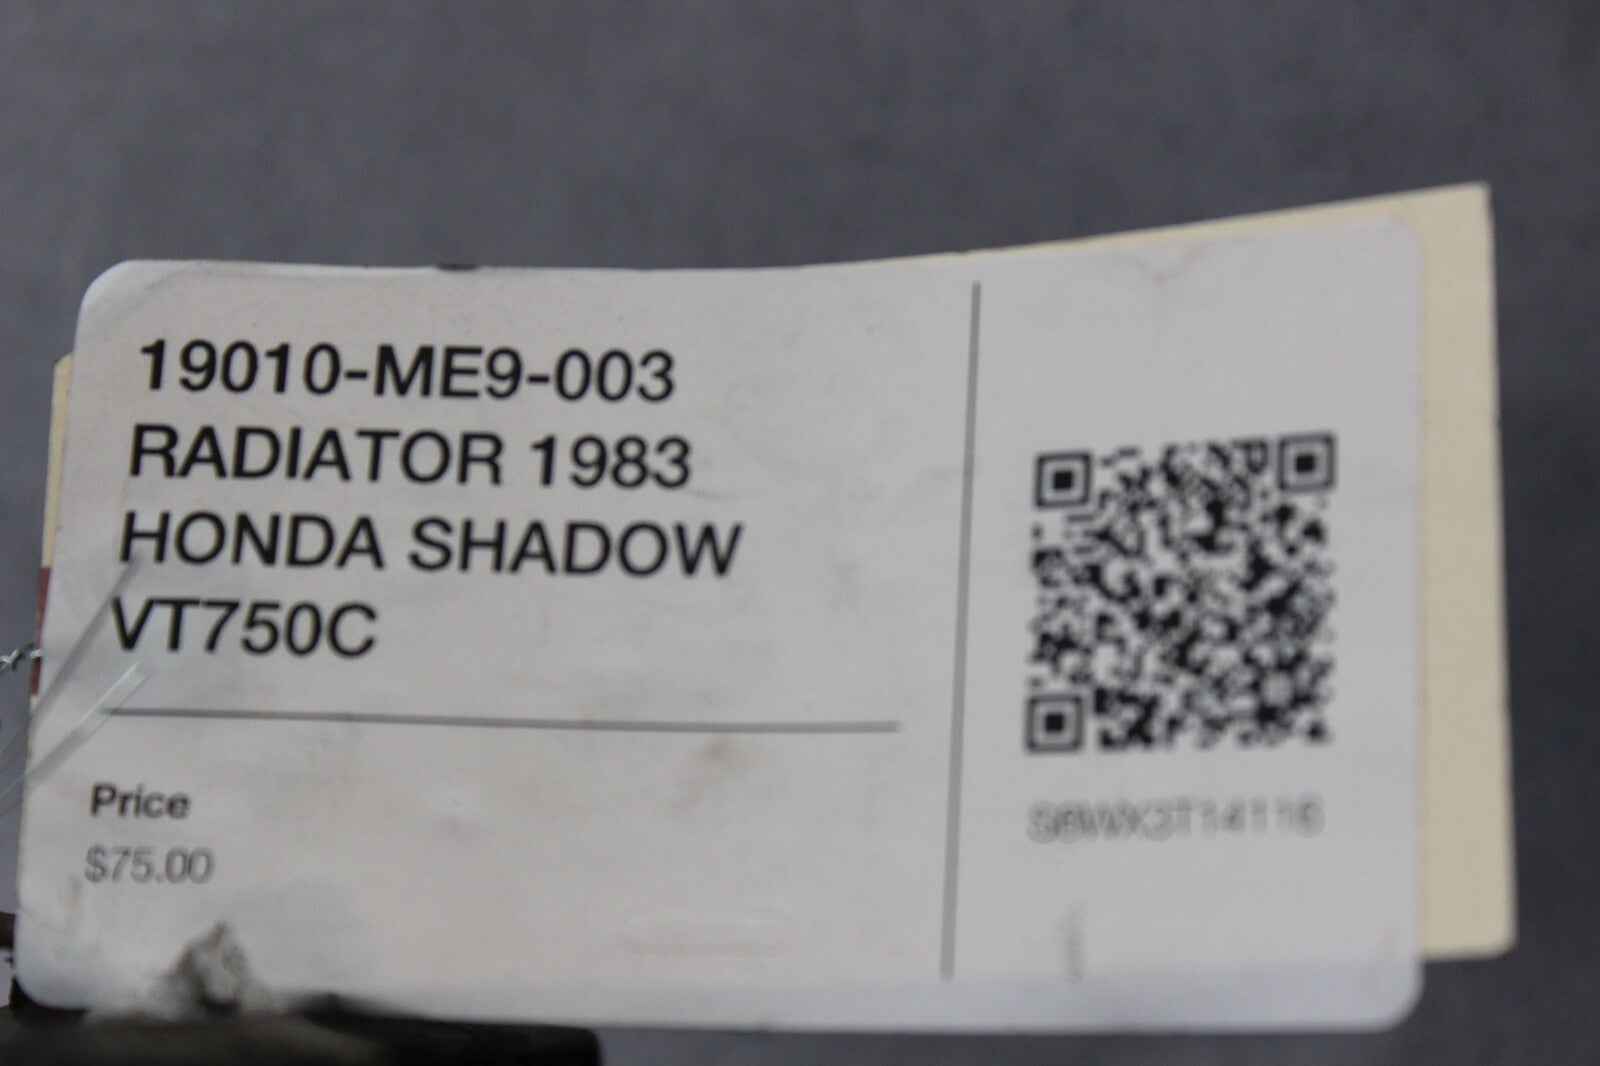 19010-ME9-003
RADIATOR 1983
HONDA SHADOW
VT750C
Price
$75.00